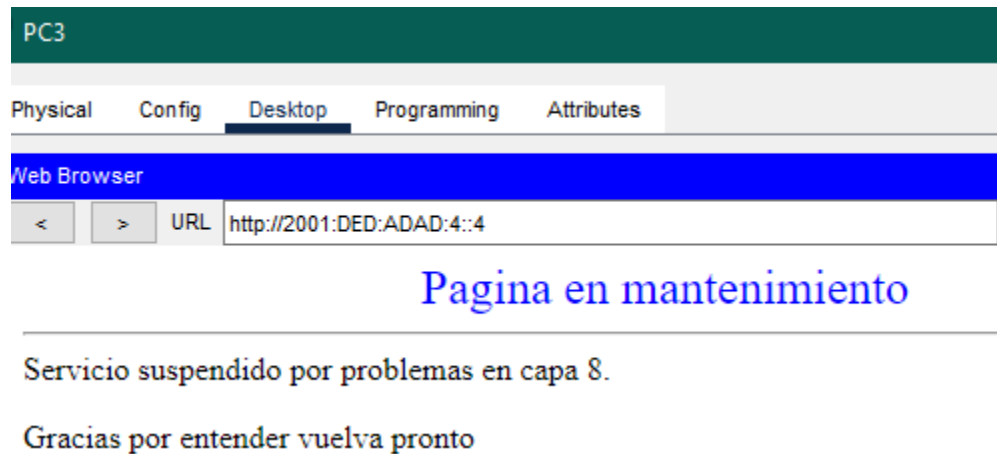 PC3
Physical Config Desktop Programming Attributes
Web Browser
< > URL http://2001:DED:ADAD:4::4
Pagina en mantenimiento
Servicio suspendido por problemas en capa 8.
Gracias por entender vuelva pronto